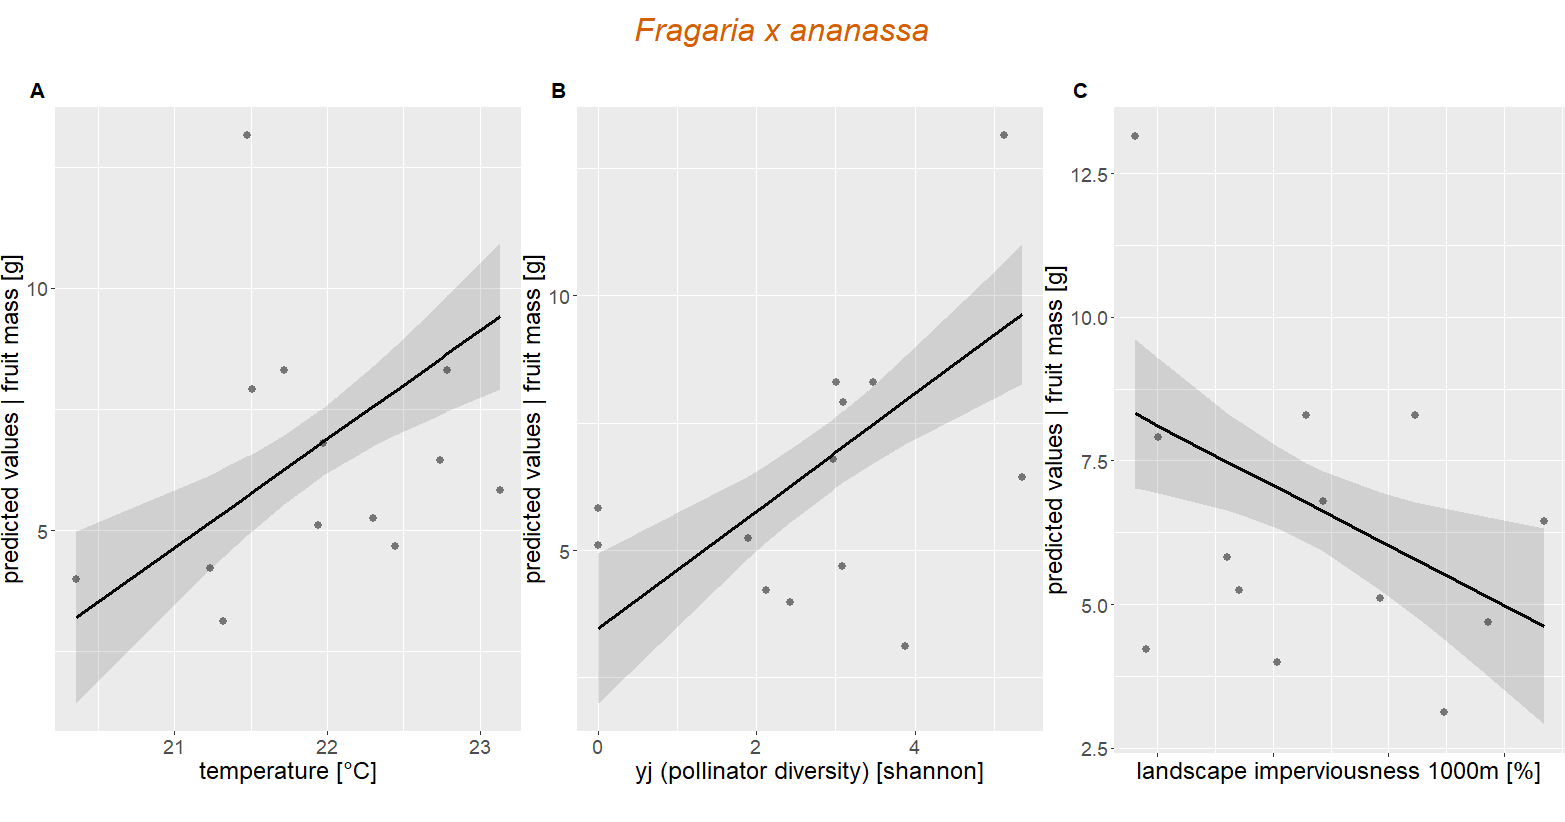 Fragaria x ananassa
A
predicted values | fruit mass [g]
10
5
21
22
23
temperature [°C]
B
predicted values | fruit mass [g]
10
5
0
2
4
yj (pollinator diversity) [shannon]
C
predicted values | fruit mass [g]
12.5
10.0
7.5
5.0
2.5
landscape imperviousness 1000m [%]